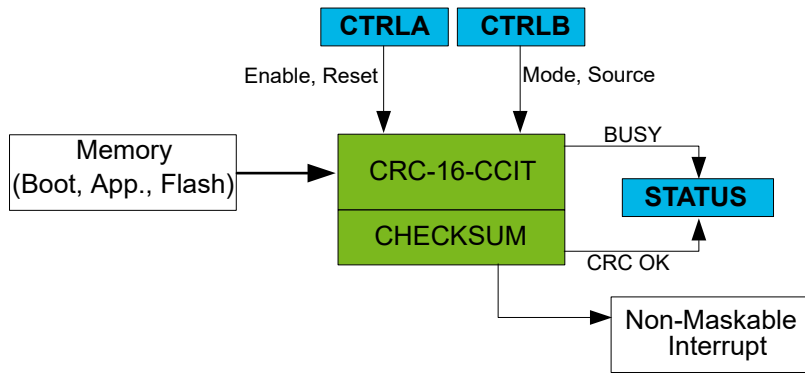 CTRLA
CTRLB
Enable, Reset
Mode, Source
Memory
(Boot, App., Flash)
CRC-16-CCIT
CHECKSUM
BUSY
STATUS
CRC OK
Non-Maskable
Interrupt